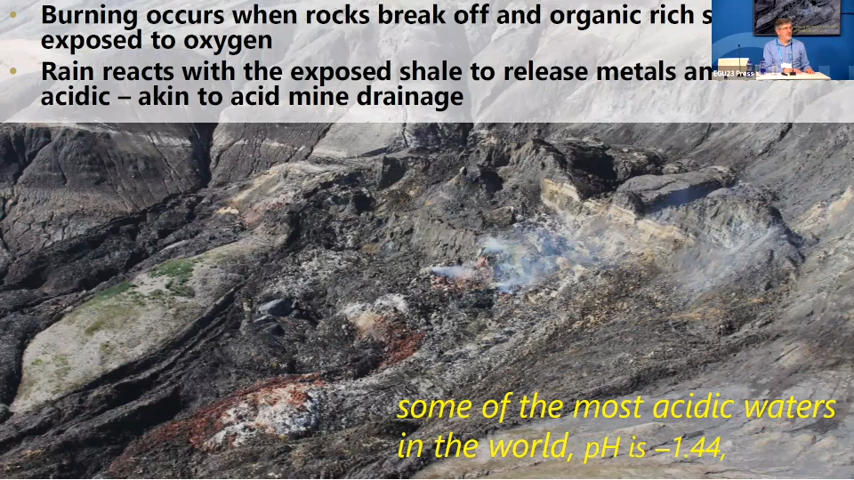 • Burning occurs when rocks break off and organic rich
exposed to oxygen
• Rain reacts with the exposed shale to release metals
acidic – akin to acid mine drainage
EGU23 Press
some of the most acidic waters
in the world, pH is –1.44,